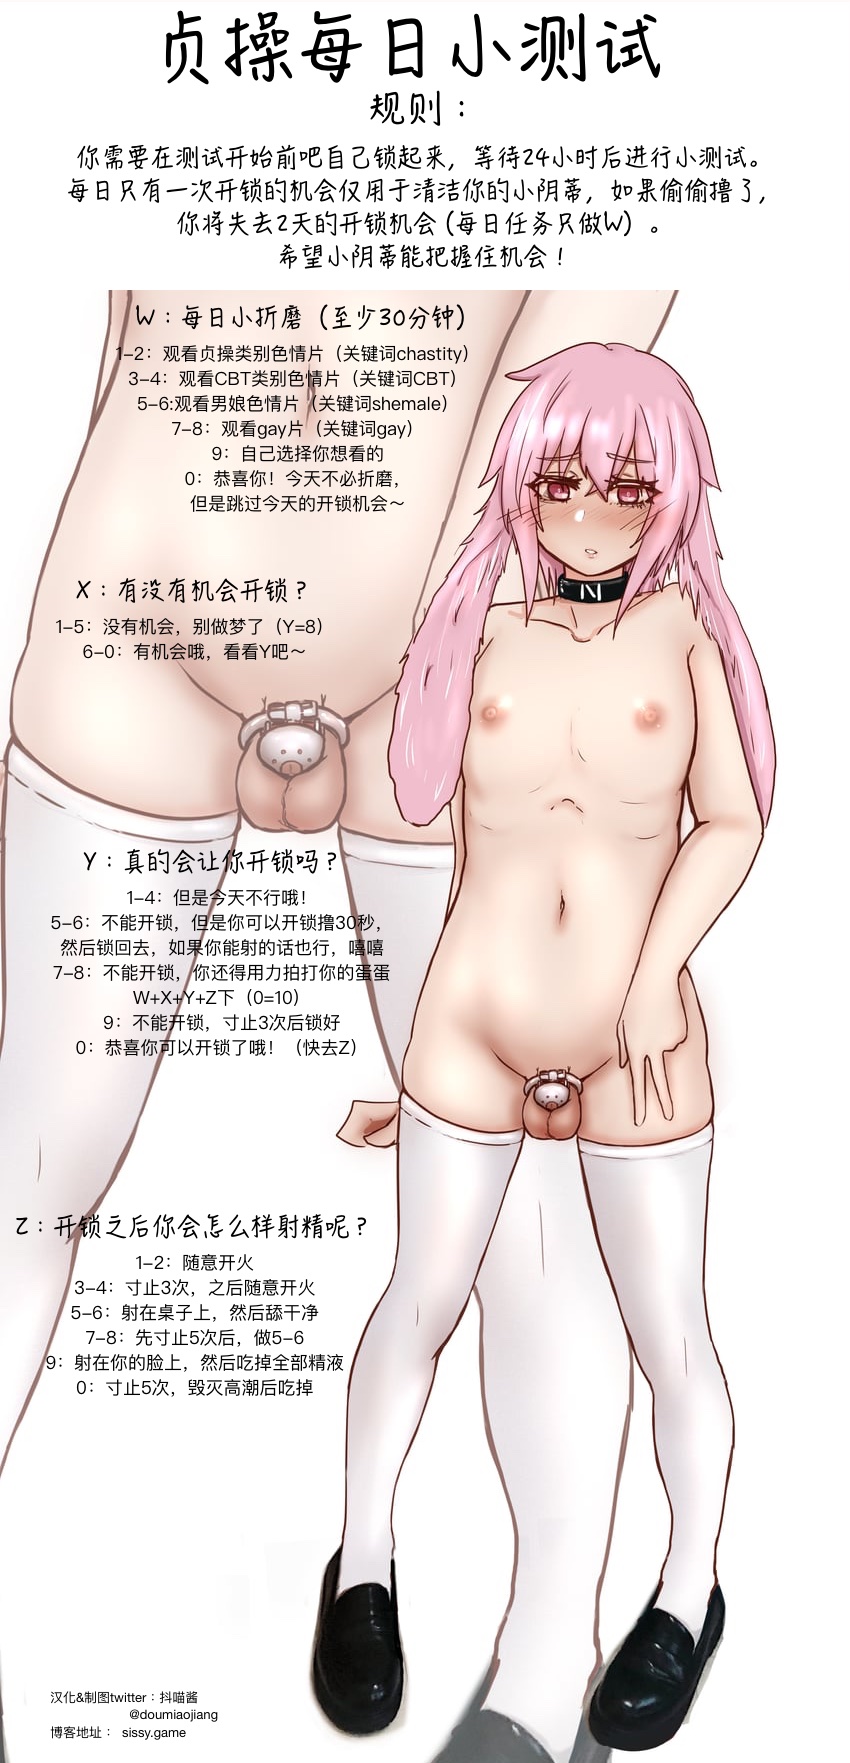 贞操每日小测试
规则：
你需要在测试开始前吧自己锁起来，等待24小时后进行小测试。
每日只有一次开锁的机会仅用于清洁你的小阴蒂，如果偷偷撸了，
你将失去2天的开锁机会 (每日任务只做W) 。
希望小阴蒂能把握住机会！
W：每日小折磨（至少30分钟）
1-2：观看贞操类别色情片（关键词chastity)
3-4：观看CBT类别色情片（关键词CBT）
5-6:观看男娘色情片（关键词shemale）
7-8：观看gay片（关键词gay）
9：自己选择你想看的
0：恭喜你！今天不必折磨，
但是跳过今天的开锁机会～
X：有没有机会开锁？
1-5：没有机会，别做梦了（Y=8）
6-0：有机会哦，看看Y吧～
Y：真的会让你开锁吗？
1-4：但是今天不行哦！
5-6：不能开锁，但是你可以开锁撸30秒，
然后锁回去，如果你能射的话也行，嘻嘻
7-8：不能开锁，你还得用力拍打你的蛋蛋
W+X+Y+Z下（0=10）
9：不能开锁，寸止3次后锁好
0：恭喜你可以开锁了哦！（快去Z）
Z：开锁之后你会怎么样射精呢？
1-2：随意开火
3-4：寸止3次，之后随意开火
5-6：射在桌子上，然后舔干净
7-8：先寸止5次后，做5-6
9：射在你的脸上，然后吃掉全部精液
0：寸止5次，毁灭高潮后吃掉
汉化&制图twitter：抖喵酱
@doumiaojiang
博客地址： sissy.game